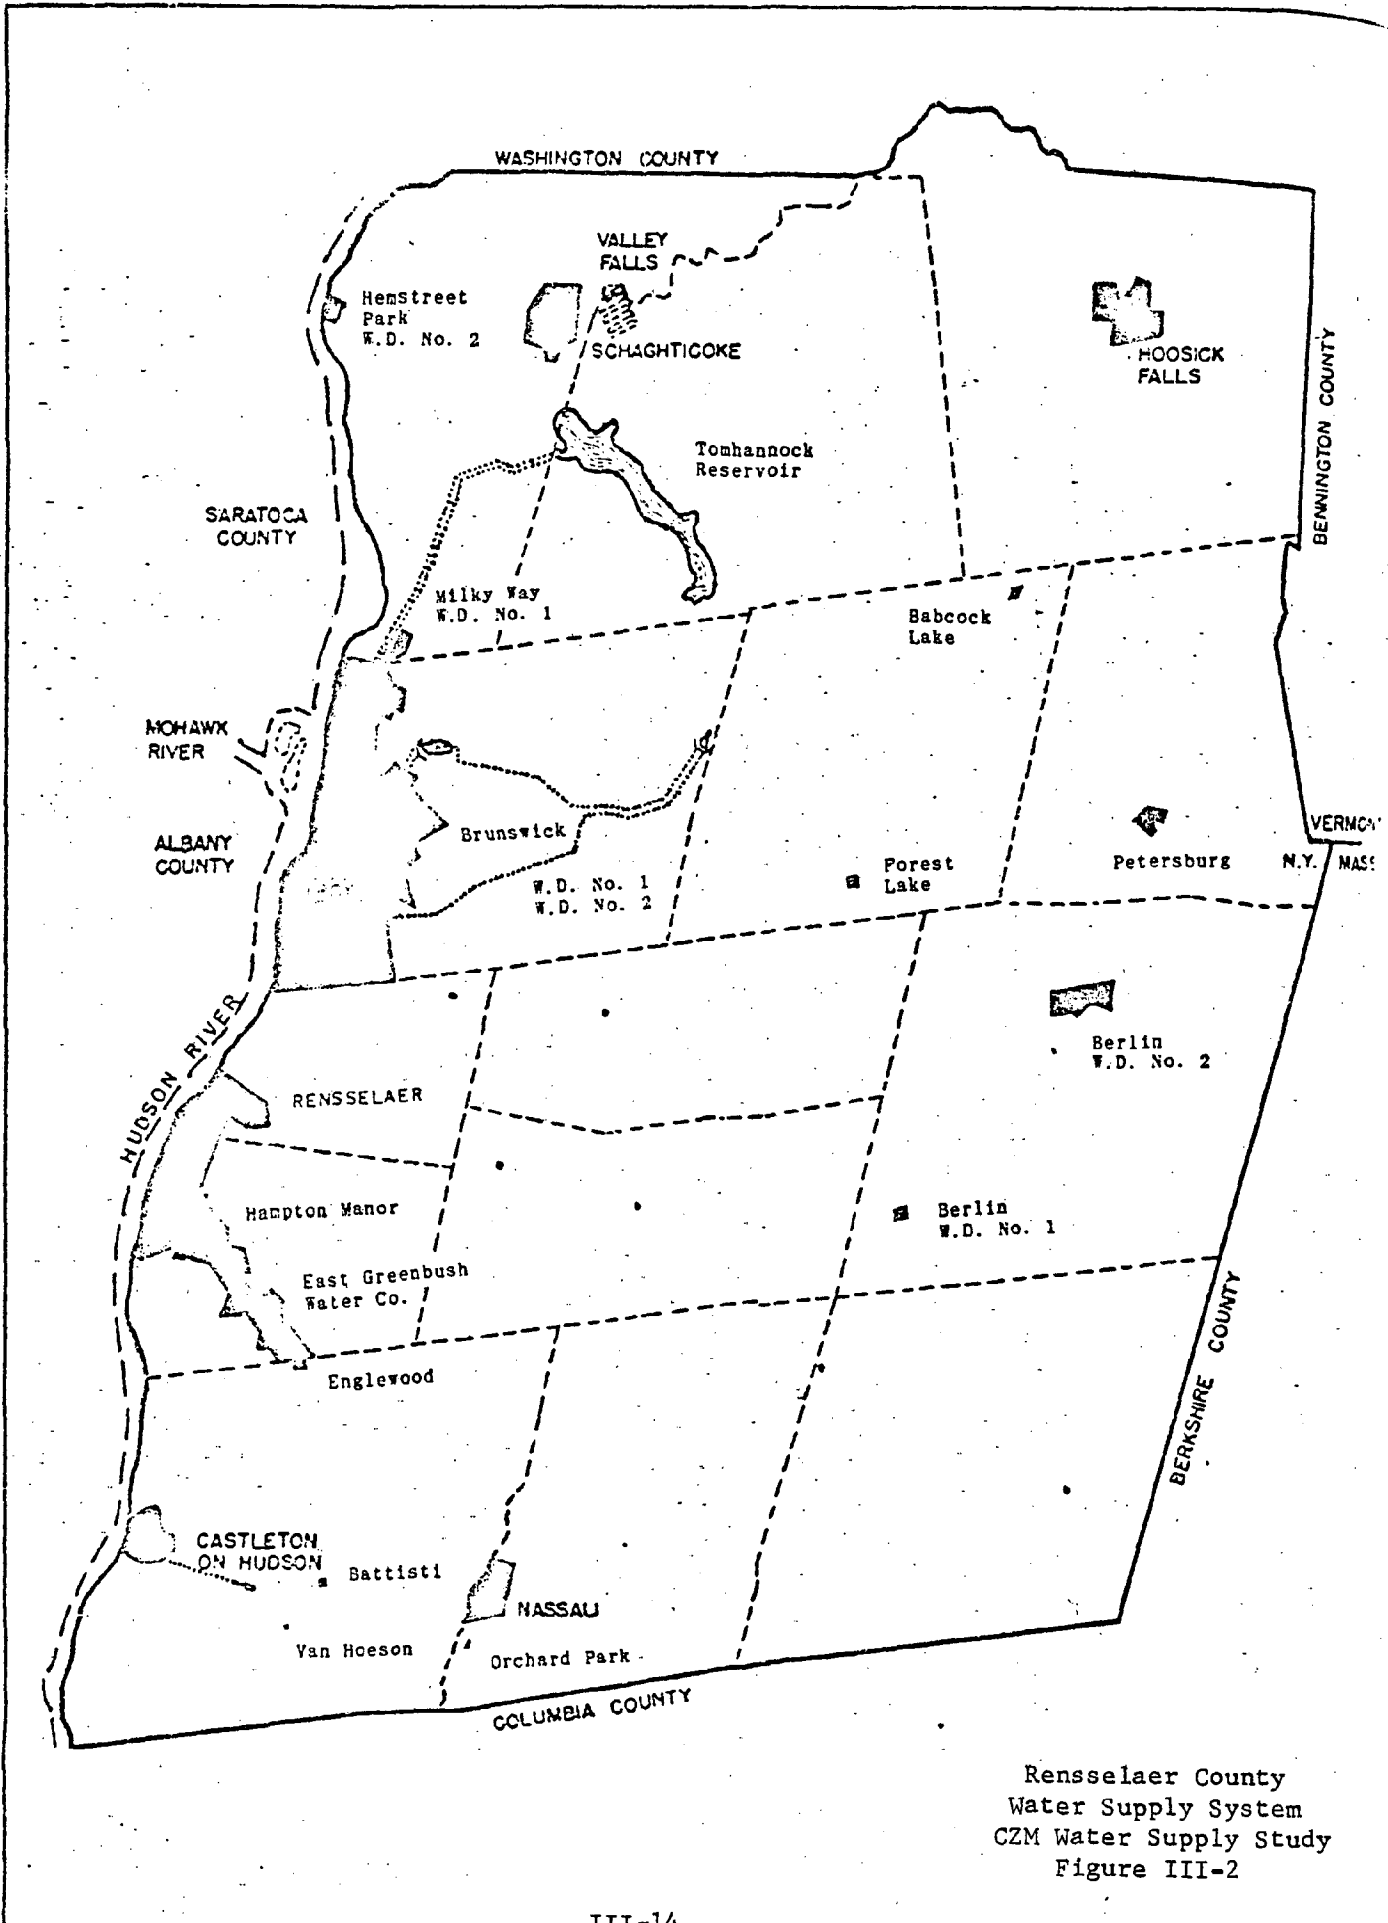 WASHINGTON COUNTY
VALLEY
FALLS
Hemstreet
Park
W.D. No. 2
SCHAGHTICOKE
HOOSICK
FALLS
BENNINGTON COUNTY
Tomhannock
Reservoir
SARATOGA
COUNTY
Milky Way
W.D. No. 1
Babcock
Lake
MOHAWK
RIVER
Brunswick
ALBANY
COUNTY
W.D. No. 1
W.D. No. 2
Forest
Lake
Petersburg
VERMONT
N.Y. MASS
HUDSON RIVER
Berlin
W.D. No. 2
RENSSELAER
Hampton Manor
Berlin
W.D. No. 1
East Greenbush
Water Co.
Englewood
BERKSHIRE COUNTY
CASTLETON
ON HUDSON
Battisti
NASSAU
Van Hoeson
Orchard Park
COLUMBIA COUNTY
Rensselaer County
Water Supply System
CZM Water Supply Study
Figure III-2
III-14